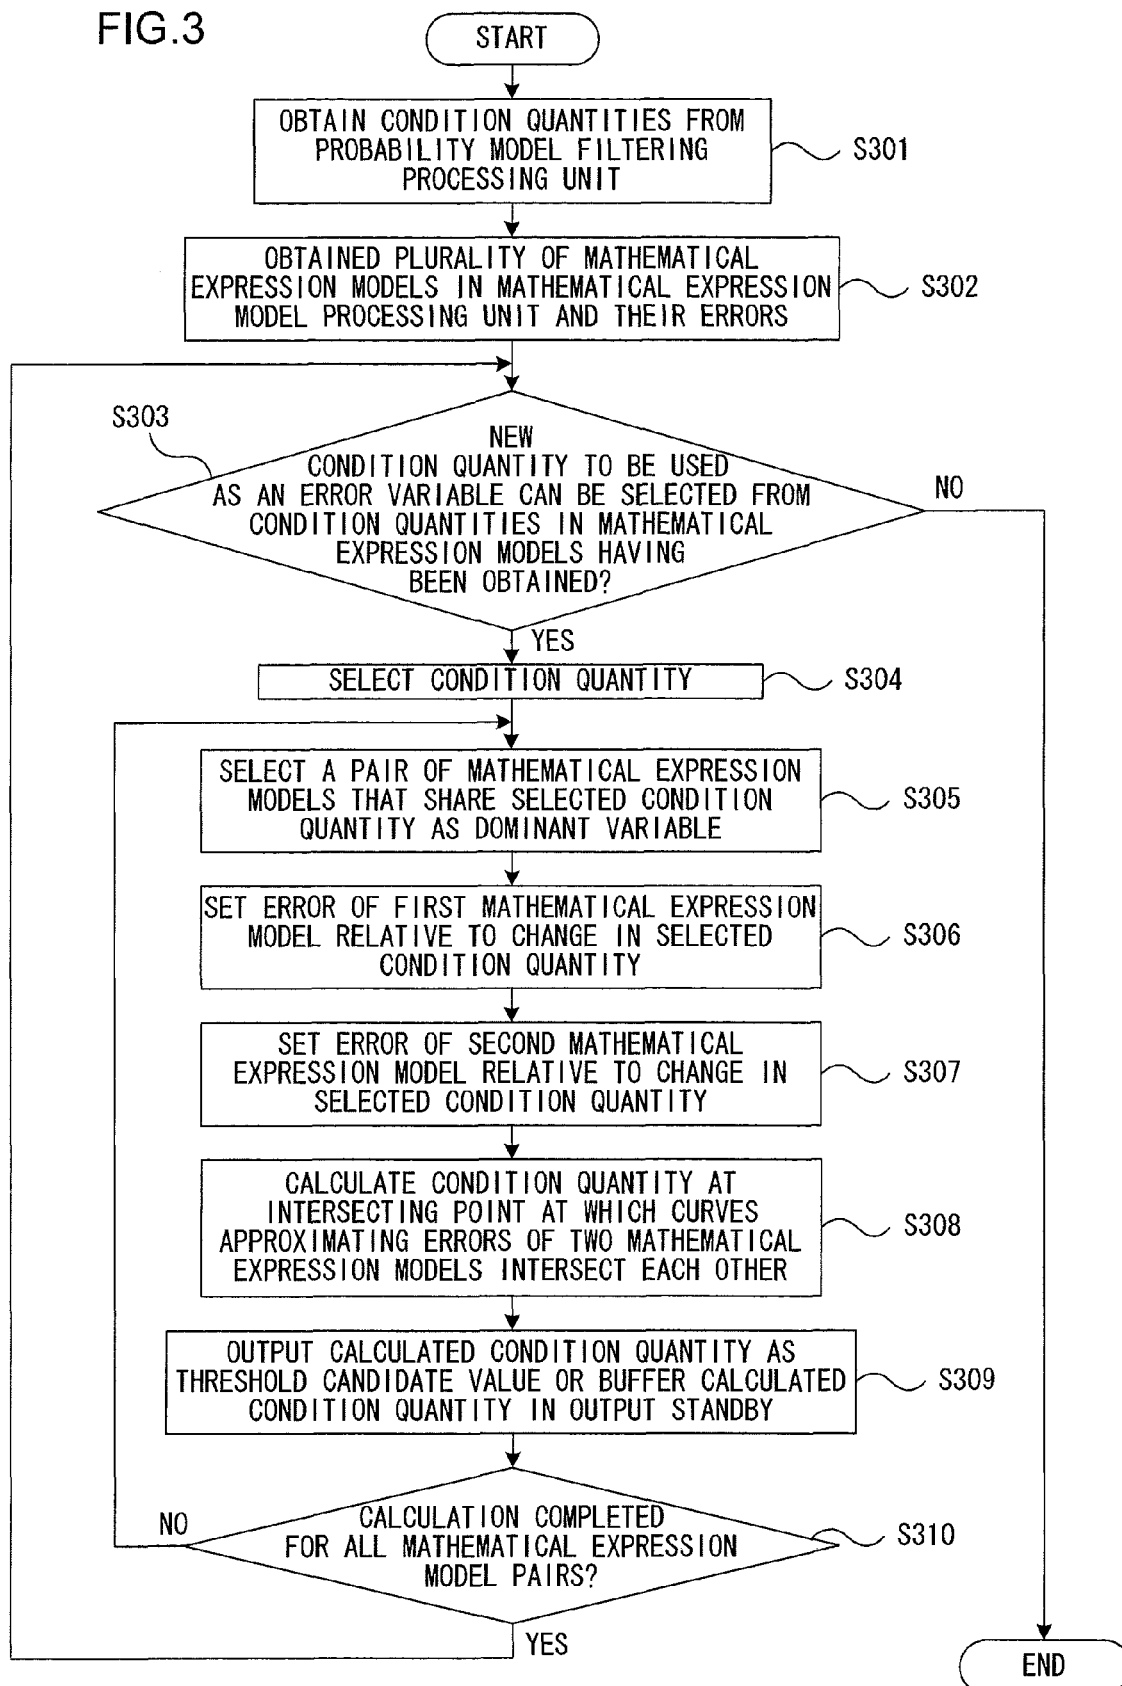 FIG.3
START
OBTAIN CONDITION QUANTITIES FROM
PROBABILITY MODEL FILTERING
PROCESSING UNIT
S301
OBTAINED PLURALITY OF MATHEMATICAL
EXPRESSION MODELS IN MATHEMATICAL EXPRESSION
MODEL PROCESSING UNIT AND THEIR ERRORS
S302
S303
NEW
CONDITION QUANTITY TO BE USED
AS AN ERROR VARIABLE CAN BE SELECTED FROM
CONDITION QUANTITIES IN MATHEMATICAL
EXPRESSION MODELS HAVING
BEEN OBTAINED?
NO
YES
SELECT CONDITION QUANTITY
S304
SELECT A PAIR OF MATHEMATICAL EXPRESSION
MODELS THAT SHARE SELECTED CONDITION
QUANTITY AS DOMINANT VARIABLE
S305
SET ERROR OF FIRST MATHEMATICAL EXPRESSION
MODEL RELATIVE TO CHANGE IN SELECTED
CONDITION QUANTITY
S306
SET ERROR OF SECOND MATHEMATICAL
EXPRESSION MODEL RELATIVE TO CHANGE IN
SELECTED CONDITION QUANTITY
S307
CALCULATE CONDITION QUANTITY AT
INTERSECTING POINT AT WHICH CURVES
APPROXIMATING ERRORS OF TWO MATHEMATICAL
EXPRESSION MODELS INTERSECT EACH OTHER
S308
OUTPUT CALCULATED CONDITION QUANTITY AS
THRESHOLD CANDIDATE VALUE OR BUFFER CALCULATED
CONDITION QUANTITY IN OUTPUT STANDBY
S309
NO
CALCULATION COMPLETED
FOR ALL MATHEMATICAL EXPRESSION
MODEL PAIRS?
S310
YES
END